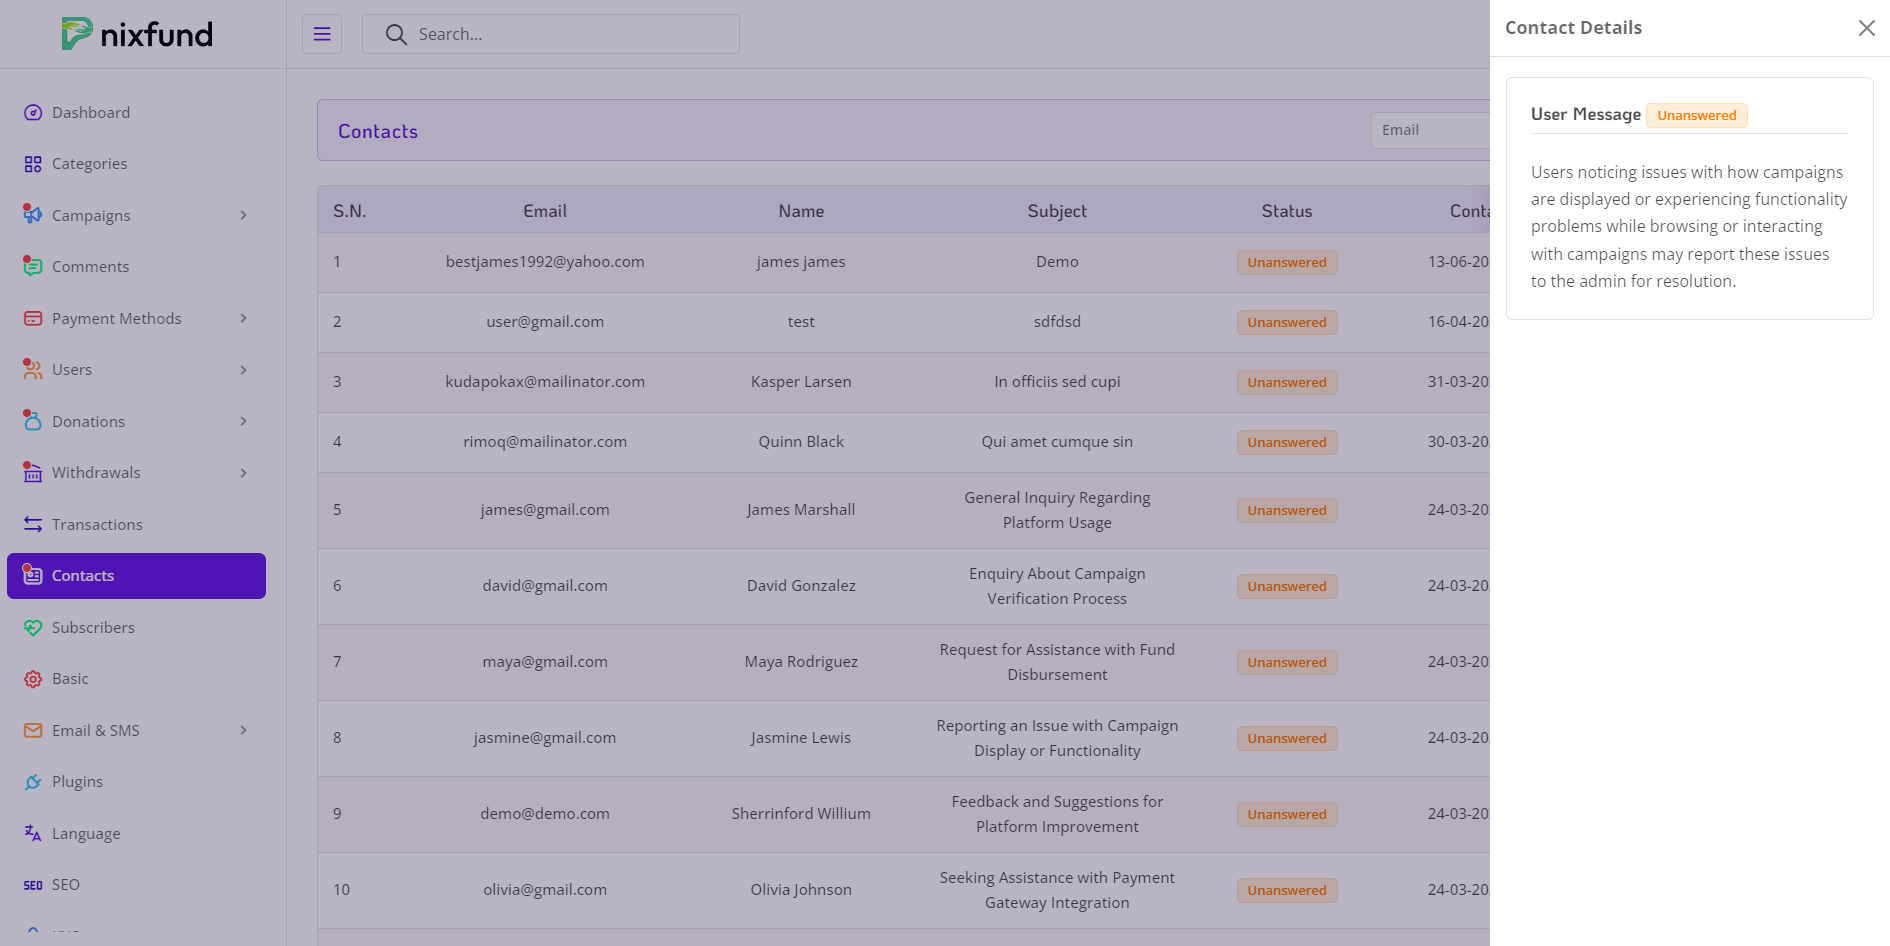 nixfund
Search...
Contact Details
Dashboard
Categories
Campaigns
Comments
Payment Methods
Users
Donations
Withdrawals
Transactions
Contacts
Subscribers
Basic
Email & SMS
Plugins
Language
SEO SEO
Contacts
Email
S.N. Email Name Subject Status
1 bestjames1992@yahoo.com james james Demo Unanswered 13-06-20
2 user@gmail.com test sdfdsd Unanswered 16-04-20
3 kudapokax@mailinator.com Kasper Larsen In officiis sed cupi Unanswered 31-03-20
4 rimoq@mailinator.com Quinn Black Qui amet cumque sin Unanswered 30-03-20
5 james@gmail.com James Marshall General Inquiry Regarding
Platform Usage Unanswered 24-03-20
6 david@gmail.com David Gonzalez Enquiry About Campaign
Verification Process Unanswered 24-03-20
7 maya@gmail.com Maya Rodriguez Request for Assistance with Fund
Disbursement Unanswered 24-03-20
8 jasmine@gmail.com Jasmine Lewis Reporting an Issue with Campaign
Display or Functionality Unanswered 24-03-20
9 demo@demo.com Sherrinford Willium Feedback and Suggestions for
Platform Improvement Unanswered 24-03-20
10 olivia@gmail.com Olivia Johnson Seeking Assistance with Payment
Gateway Integration Unanswered 24-03-20
User Message Unanswered
Users noticing issues with how campaigns
are displayed or experiencing functionality
problems while browsing or interacting
with campaigns may report these issues
to the admin for resolution.